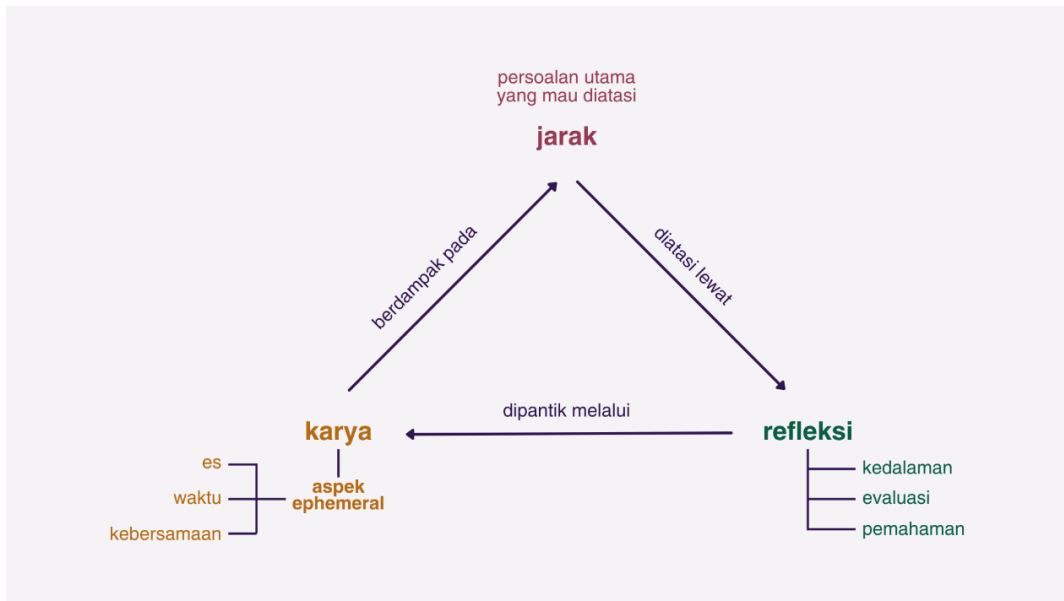 persoalan utama
yang mau diatasi
jarak
berdampak pada
diatasi lewat
dipantik melalui
karya
refleksi
es
waktu
kebersamaan
aspek
ephemeral
kedalaman
evaluasi
pemahaman